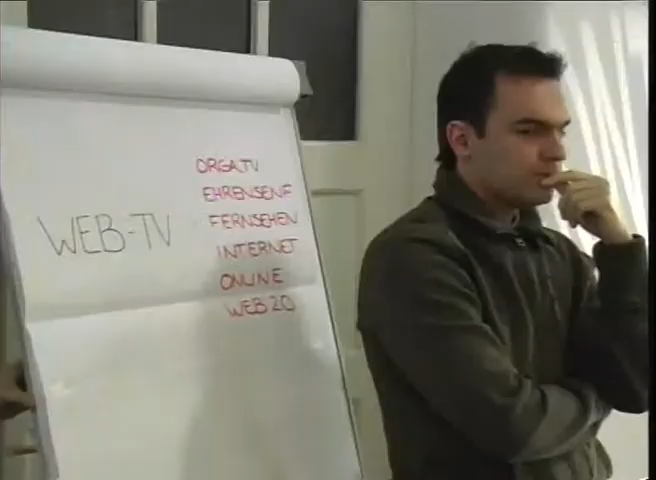 WEB-TV
ORGA.TV
EHRENSENF
FERNSEHEN
INTERNET
ONLINE
WEB 2.0